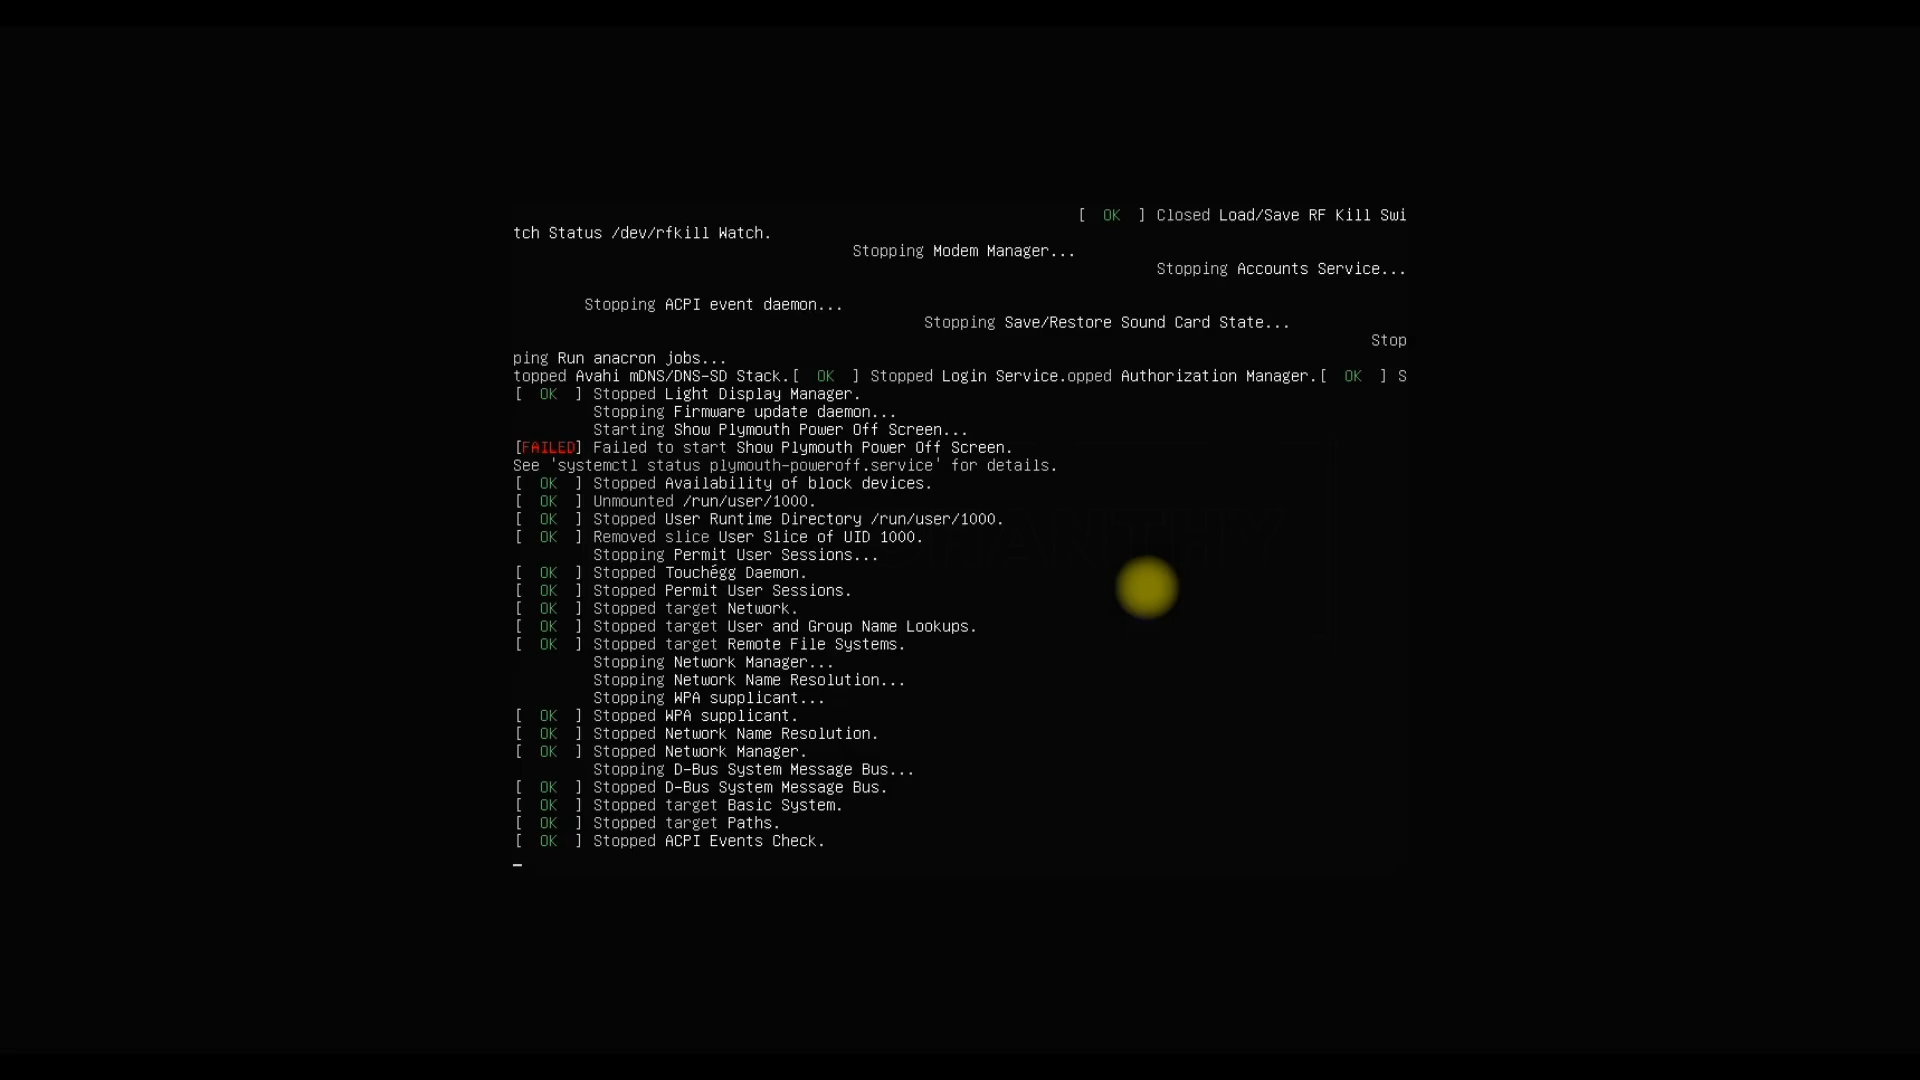 [  OK  ] Closed Load/Save RF Kill Swi
tch Status /dev/rfkill Watch.
Stopping Modem Manager...
Stopping Accounts Service...
Stopping ACPI event daemon...
Stopping Save/Restore Sound Card State...
Stop
ping Run anacron jobs...
topped Avahi mDNS/DNS-SD Stack.[  OK  ] Stopped Login Service.opped Authorization Manager.[  OK  ] S
[  OK  ] Stopped Light Display Manager.
Stopping Firmware update daemon...
Starting Show Plymouth Power Off Screen...
[FAILED] Failed to start Show Plymouth Power Off Screen.
See 'systemctl status plymouth-poweroff.service' for details.
[  OK  ] Stopped Availability of block devices.
[  OK  ] Unmounted /run/user/1000.
[  OK  ] Stopped User Runtime Directory /run/user/1000.
[  OK  ] Removed slice User Slice of UID 1000.
Stopping Permit User Sessions...
[  OK  ] Stopped Touchégg Daemon.
[  OK  ] Stopped Permit User Sessions.
[  OK  ] Stopped target Network.
[  OK  ] Stopped target User and Group Name Lookups.
[  OK  ] Stopped target Remote File Systems.
Stopping Network Manager...
Stopping Network Name Resolution...
Stopping WPA supplicant...
[  OK  ] Stopped WPA supplicant.
[  OK  ] Stopped Network Name Resolution.
[  OK  ] Stopped Network Manager.
Stopping D-Bus System Message Bus...
[  OK  ] Stopped D-Bus System Message Bus.
[  OK  ] Stopped target Basic System.
[  OK  ] Stopped target Paths.
[  OK  ] Stopped ACPI Events Check.